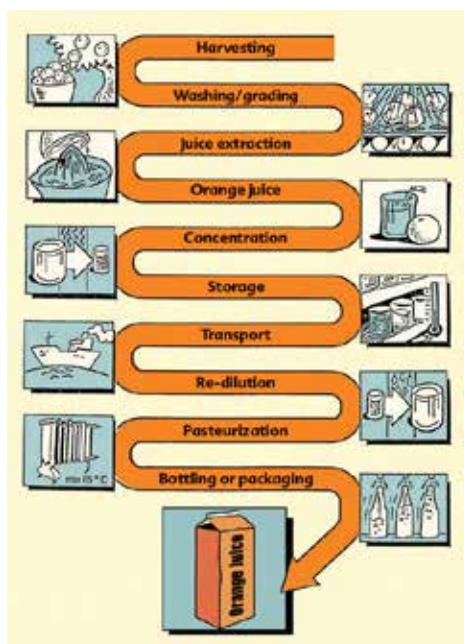 Harvesting
Washing/grading
Juice extraction
Orange juice
Concentration
Storage
Transport
Re-dilution
Pasteurization
Bottling or packaging
Orange juice